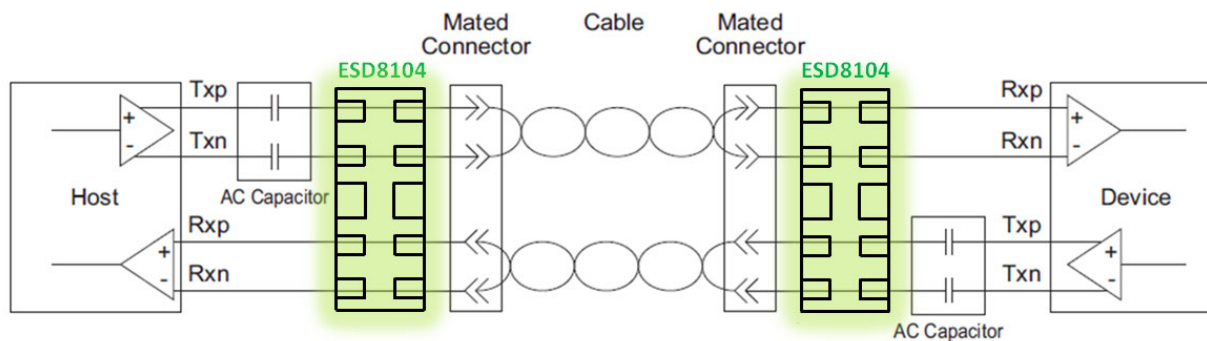 Mated
Connector
Cable
Mated
Connector
ESD8104
ESD8104
Txp
Txn
+
-
Host
AC Capacitor
Rxp
Rxn
+
-
Rxp
Rxn
+
-
Device
Txp
Txn
+
-
AC Capacitor